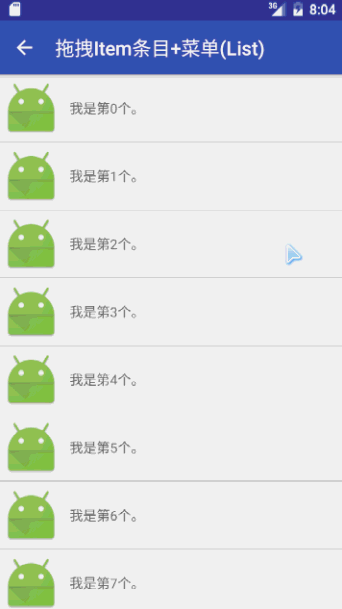 3G 8:04
拖拽Item条目+菜单(List)
我是第0个。
我是第1个。
我是第2个。
我是第3个。
我是第4个。
我是第5个。
我是第6个。
我是第7个。